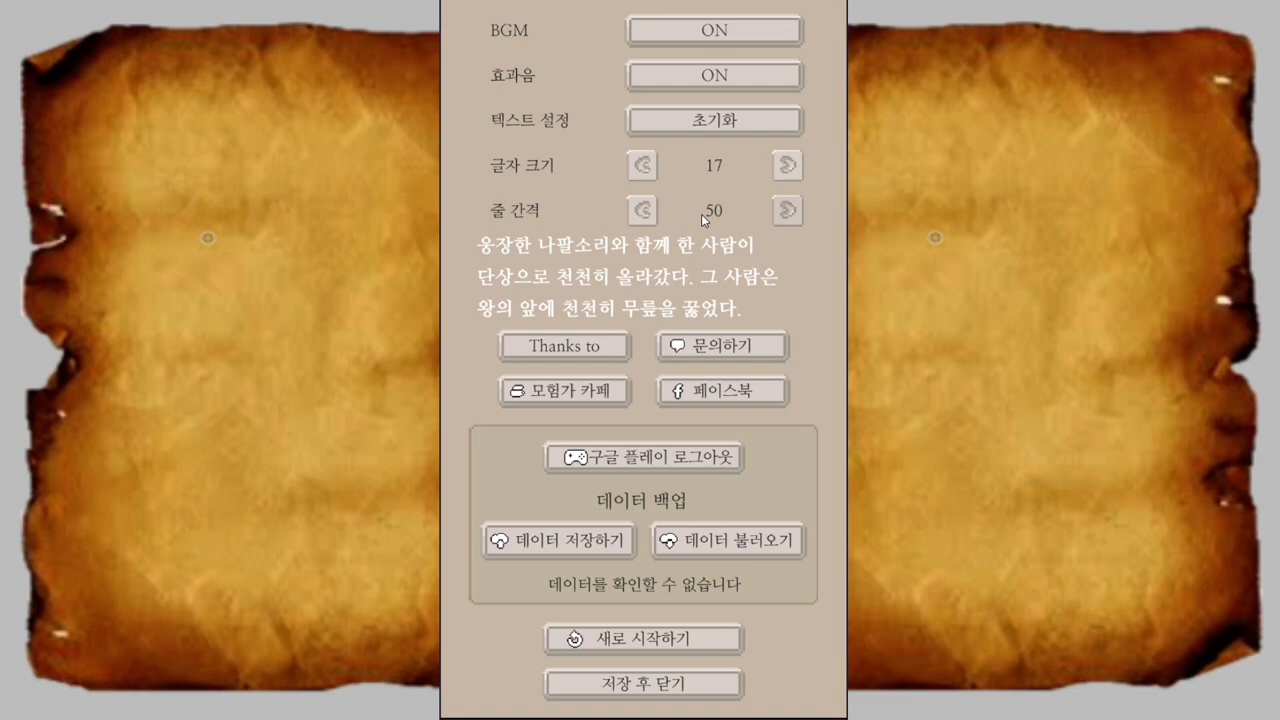 BGM ON
효과음 ON
텍스트 설정 초기화
글자 크기 17
줄 간격 50
웅장한 나팔소리와 함께 한 사람이
단상으로 천천히 올라갔다. 그 사람은
왕의 앞에 천천히 무릎을 꿇었다.
Thanks to 문의하기
모험가 카페 페이스북
구글 플레이 로그아웃
데이터 백업
데이터 저장하기 데이터 불러오기
데이터를 확인할 수 없습니다
새로 시작하기
저장 후 닫기